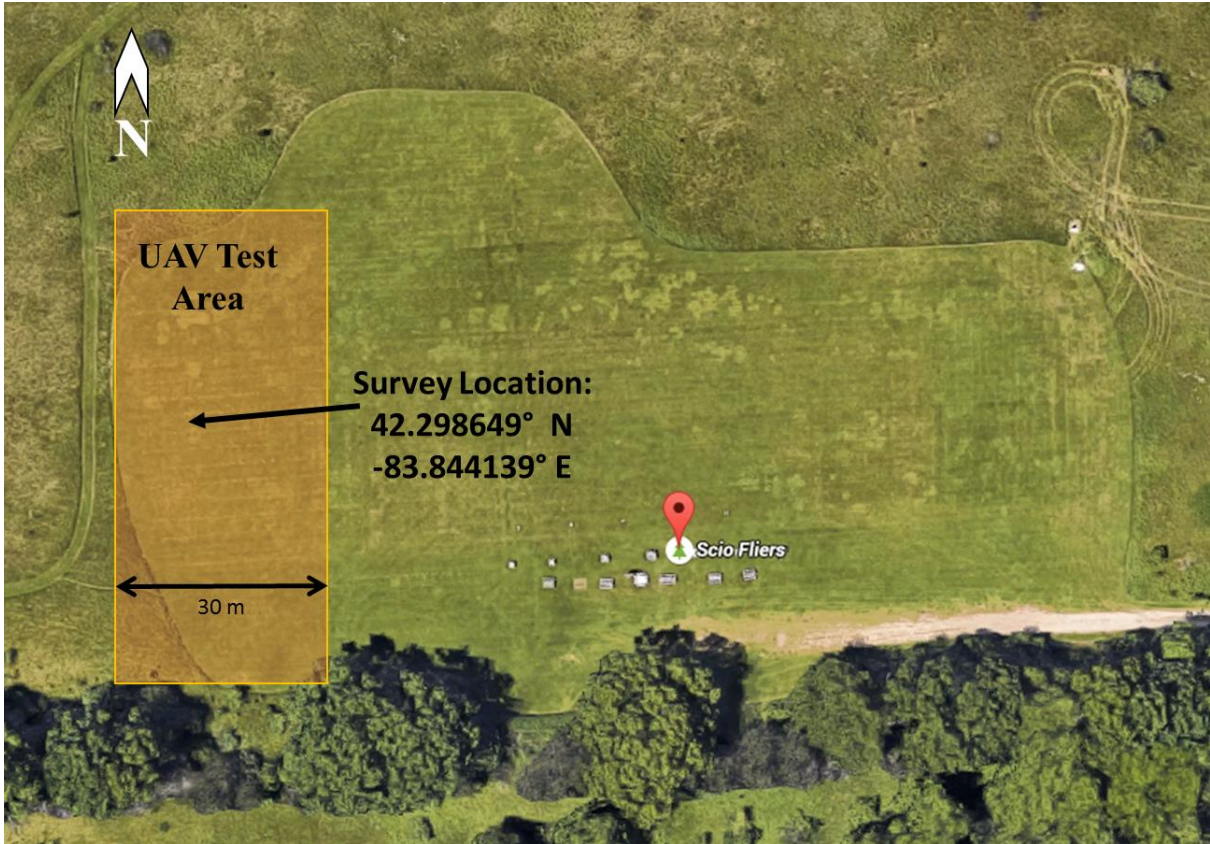 N
UAV Test
Area
Survey Location:
42.298649° N
-83.844139° E
Scio Fliers
30 m